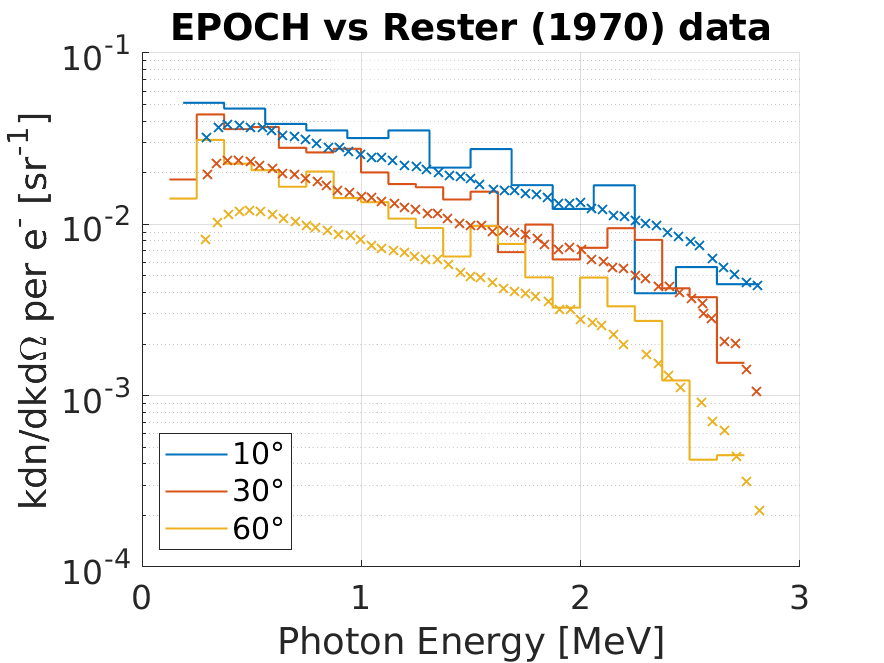 EPOCH vs Rester (1970) data
kdn/dkdΩ per e⁻ [sr⁻¹]
10⁻¹
10⁻²
10⁻³
10⁻⁴
10°
30°
60°
0 1 2 3
Photon Energy [MeV]